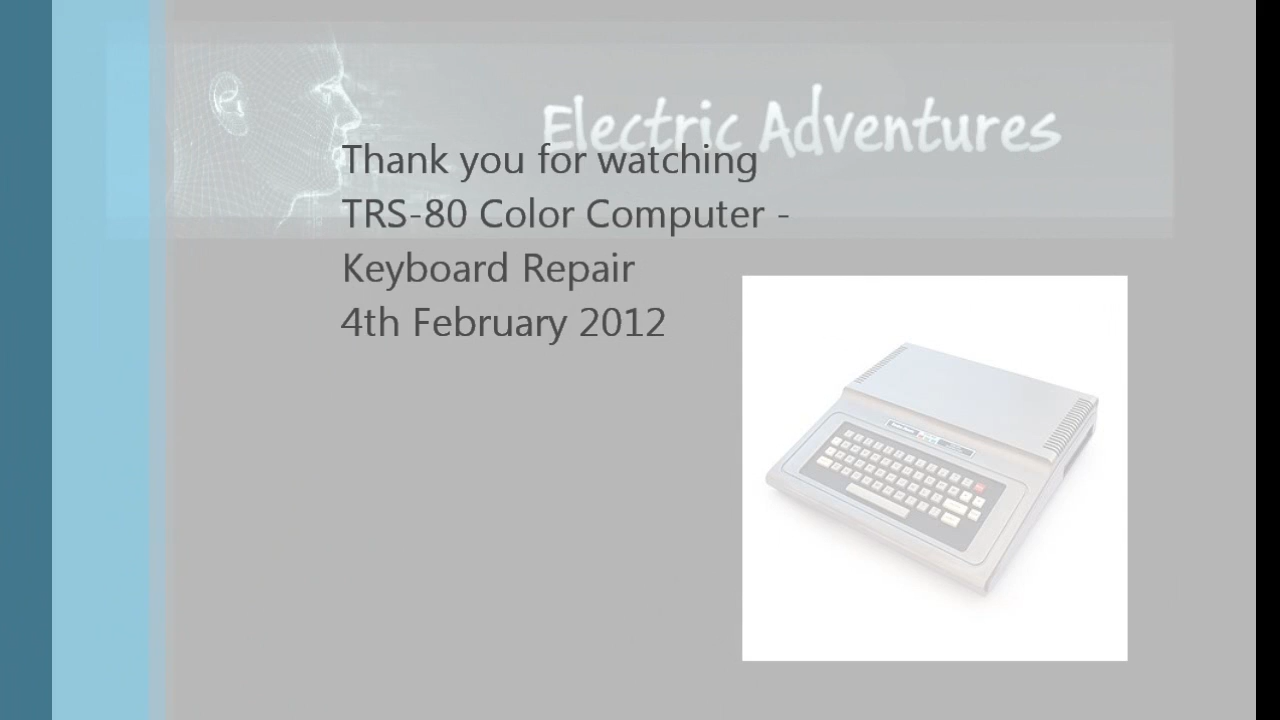 Electric Adventures
Thank you for watching
TRS-80 Color Computer -
Keyboard Repair
4th February 2012